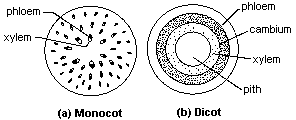 phloem
xylem
(a) Monocot
phloem
cambium
xylem
pith
(b) Dicot